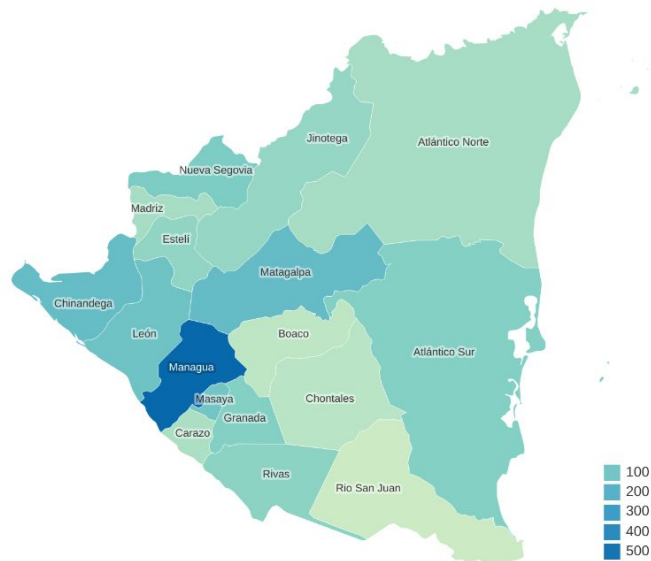 Jinotega
Atlántico Norte
Nueva Segovia
Madriz
Estelí
Matagalpa
Chinandega
León
Boaco
Atlántico Sur
Managua
Masaya
Chontales
Granada
Carazo
Rivas
Rio San Juan
100
200
300
400
500